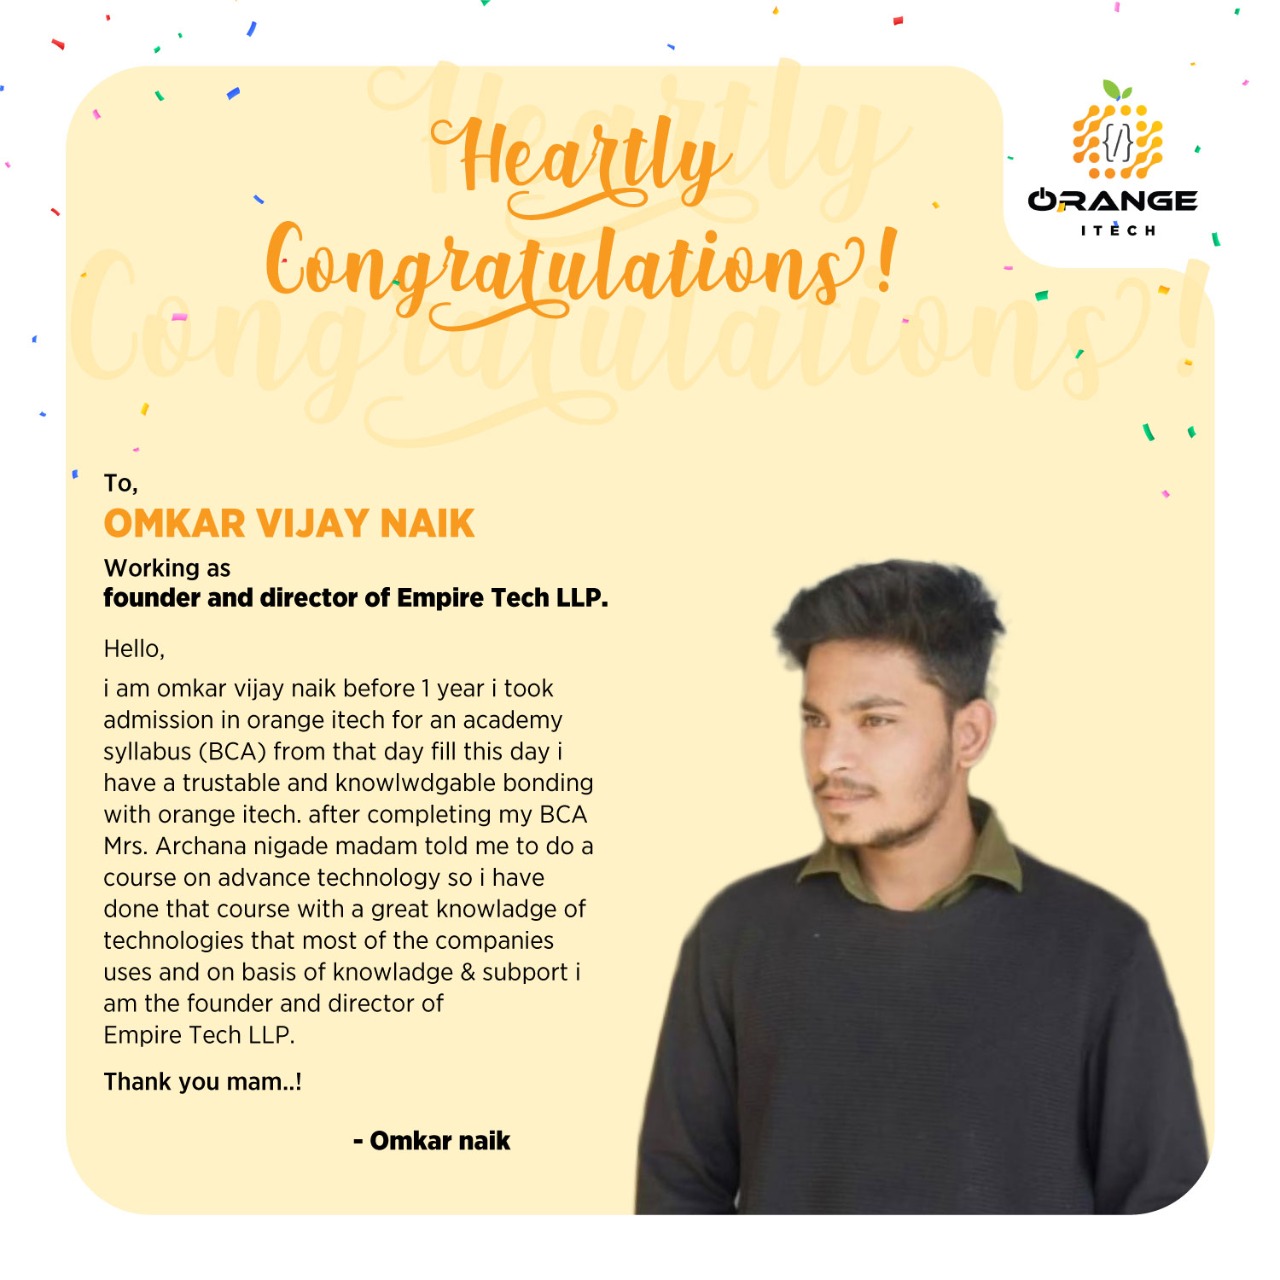 Heartly
Congratulations!
ORANGE
ITECH
To,
OMKAR VIJAY NAIK
Working as
founder and director of Empire Tech LLP.
Hello,
i am omkar vijay naik before 1 year i took
admission in orange itech for an academy
syllabus (BCA) from that day fill this day i
have a trustable and knowlwdgable bonding
with orange itech. after completing my BCA
Mrs. Archana nigade madam told me to do a
course on advance technology so i have
done that course with a great knowladge of
technologies that most of the companies
uses and on basis of knowladge & subport i
am the founder and director of
Empire Tech LLP.
Thank you mam..!
- Omkar naik